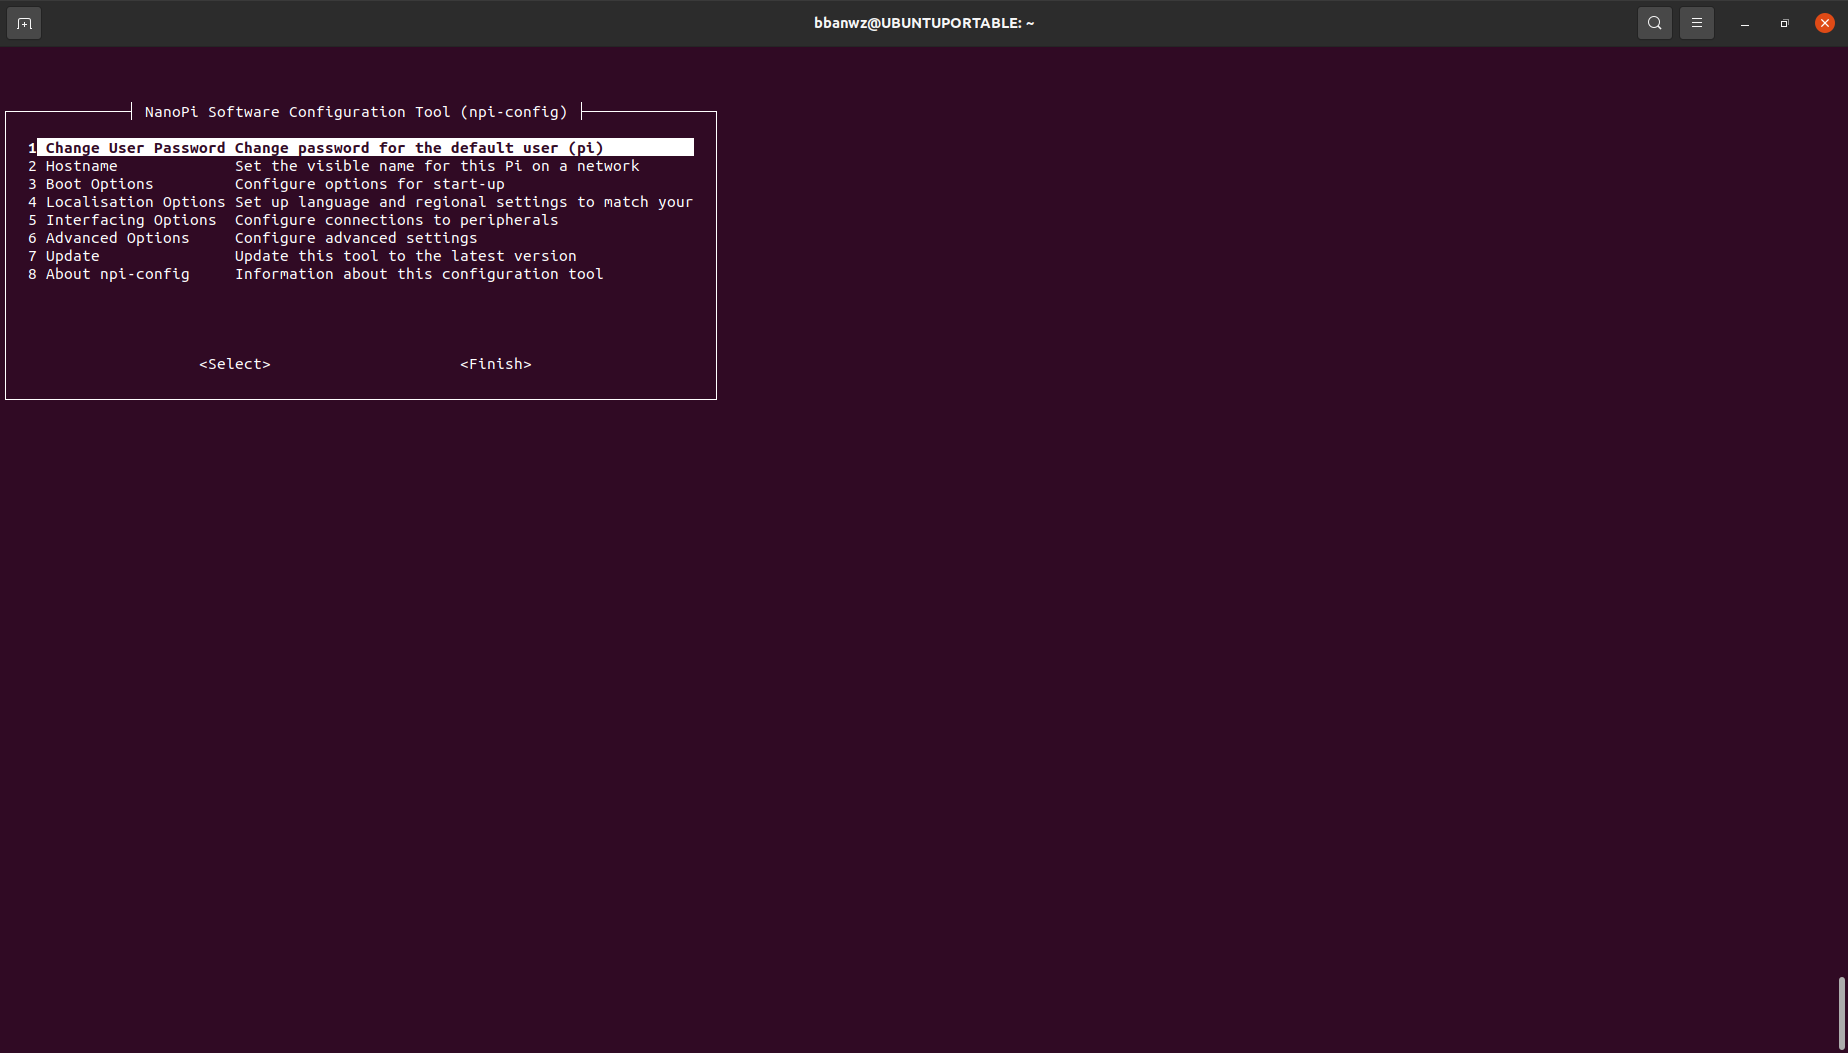 bbanwz@UBUNTUPORTABLE: ~
NanoPi Software Configuration Tool (npi-config)
1 Change User Password Change password for the default user (pi)
2 Hostname Set the visible name for this Pi on a network
3 Boot Options Configure options for start-up
4 Localisation Options Set up language and regional settings to match your
5 Interfacing Options Configure connections to peripherals
6 Advanced Options Configure advanced settings
7 Update Update this tool to the latest version
8 About npi-config Information about this configuration tool
<Select> <Finish>